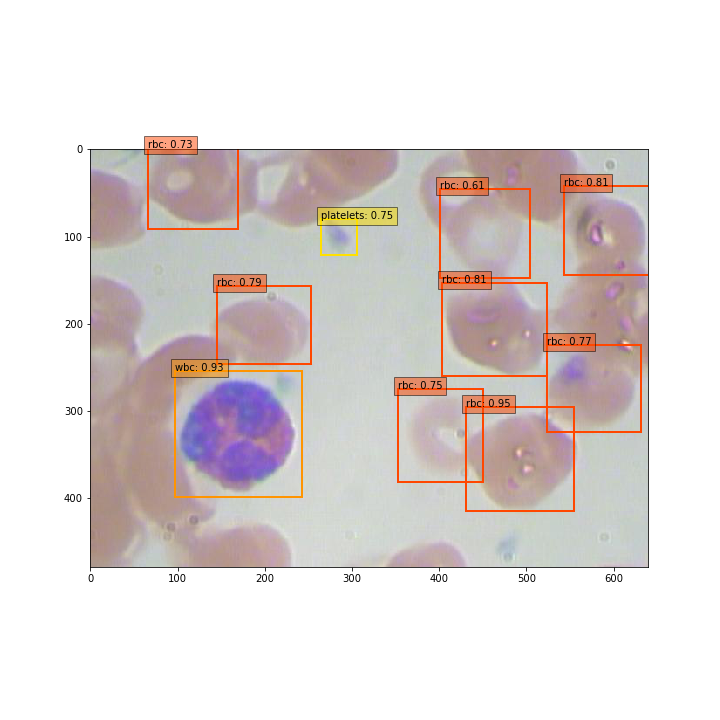 rbc: 0.73
0
rbc: 0.61
rbc: 0.81
platelets: 0.75
100
rbc: 0.79
rbc: 0.81
200
rbc: 0.77
wbc: 0.93
rbc: 0.75
rbc: 0.95
300
400
0 100 200 300 400 500 600